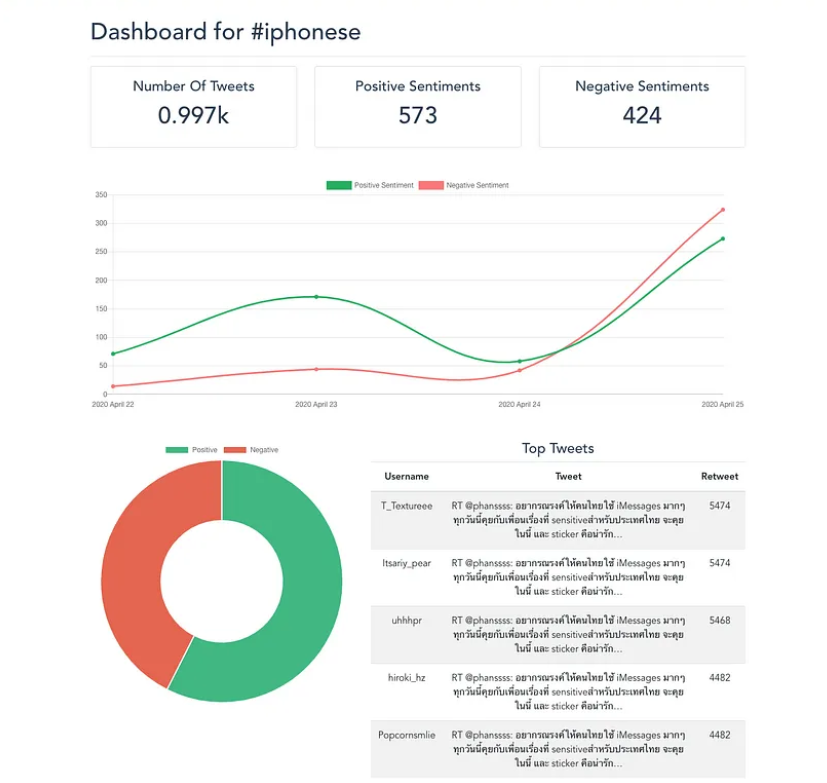 Dashboard for #iphonese
Number Of Tweets
0.997k
Positive Sentiments
573
Negative Sentiments
424
Positive Sentiment Negative Sentiment
350
300
250
200
150
100
50
0
2020 April 22 2020 April 23 2020 April 24 2020 April 25
Positive Negative
Top Tweets
Username Tweet Retweet
T_Textureee RT @phanssss: อยากรณรงค์ให้คนไทยใช้ iMessages มากๆ 5474
ทุกวันนี้คุยกับเพื่อนเรื่องที่ sensitiveสำหรับประเทศไทย จะคุย
ในนี้ และ sticker คือน่ารัก…
Itsariy_pear RT @phanssss: อยากรณรงค์ให้คนไทยใช้ iMessages มากๆ 5474
ทุกวันนี้คุยกับเพื่อนเรื่องที่ sensitiveสำหรับประเทศไทย จะคุย
ในนี้ และ sticker คือน่ารัก…
uhhhpr RT @phanssss: อยากรณรงค์ให้คนไทยใช้ iMessages มากๆ 5468
ทุกวันนี้คุยกับเพื่อนเรื่องที่ sensitiveสำหรับประเทศไทย จะคุย
ในนี้ และ sticker คือน่ารัก…
hiroki_hz RT @phanssss: อยากรณรงค์ให้คนไทยใช้ iMessages มากๆ 4482
ทุกวันนี้คุยกับเพื่อนเรื่องที่ sensitiveสำหรับประเทศไทย จะคุย
ในนี้ และ sticker คือน่ารัก…
Popcornsmlie RT @phanssss: อยากรณรงค์ให้คนไทยใช้ iMessages มากๆ 4482
ทุกวันนี้คุยกับเพื่อนเรื่องที่ sensitiveสำหรับประเทศไทย จะคุย
ในนี้ และ sticker คือน่ารัก…